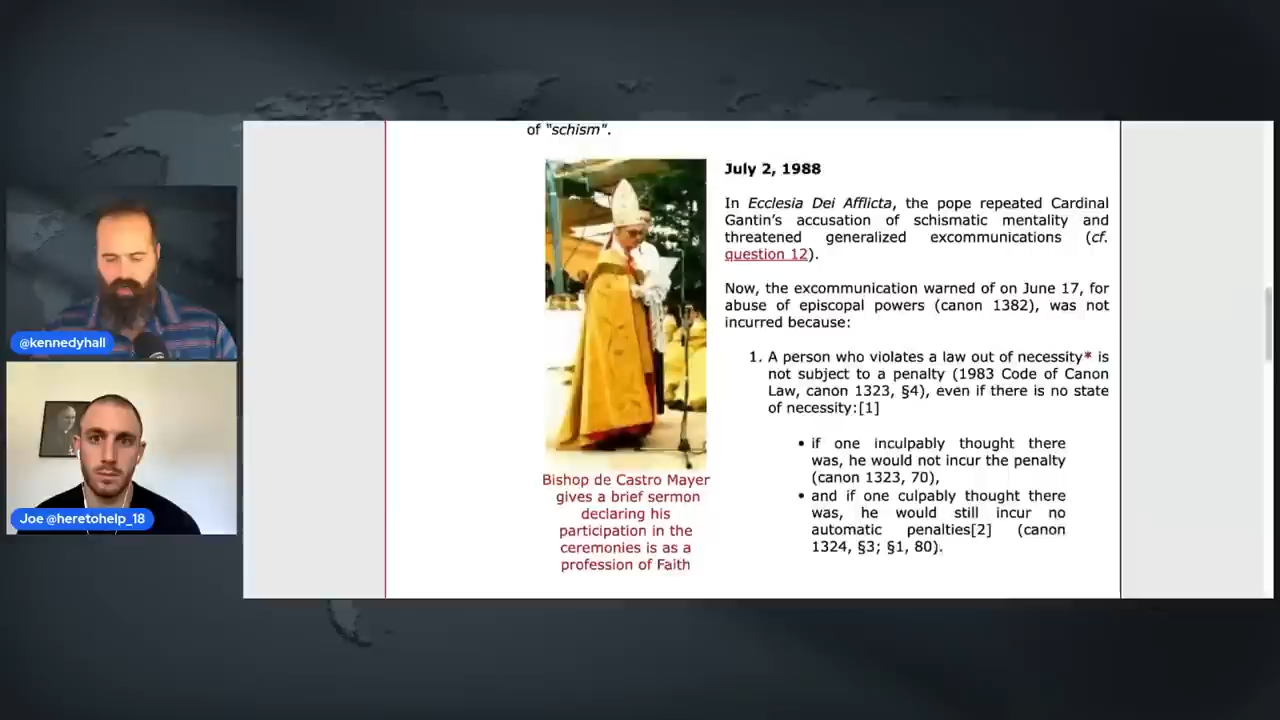 of "schism".
July 2, 1988
In Ecclesia Dei Afflicta, the pope repeated Cardinal
Gantin's accusation of schismatic mentality and
threatened generalized excommunications (cf.
question 12).
Now, the excommunication warned of on June 17, for
abuse of episcopal powers (canon 1382), was not
incurred because:
1. A person who violates a law out of necessity* is
not subject to a penalty (1983 Code of Canon
Law, canon 1323, §4), even if there is no state
of necessity:[1]
• if one inculpably thought there
was, he would not incur the penalty
(canon 1323, 70),
• and if one culpably thought there
was, he would still incur no
automatic penalties[2] (canon
1324, §3; §1, 80).
Bishop de Castro Mayer
gives a brief sermon
declaring his
participation in the
ceremonies is as a
profession of Faith
@kennedyhall
Joe @heretohelp_18